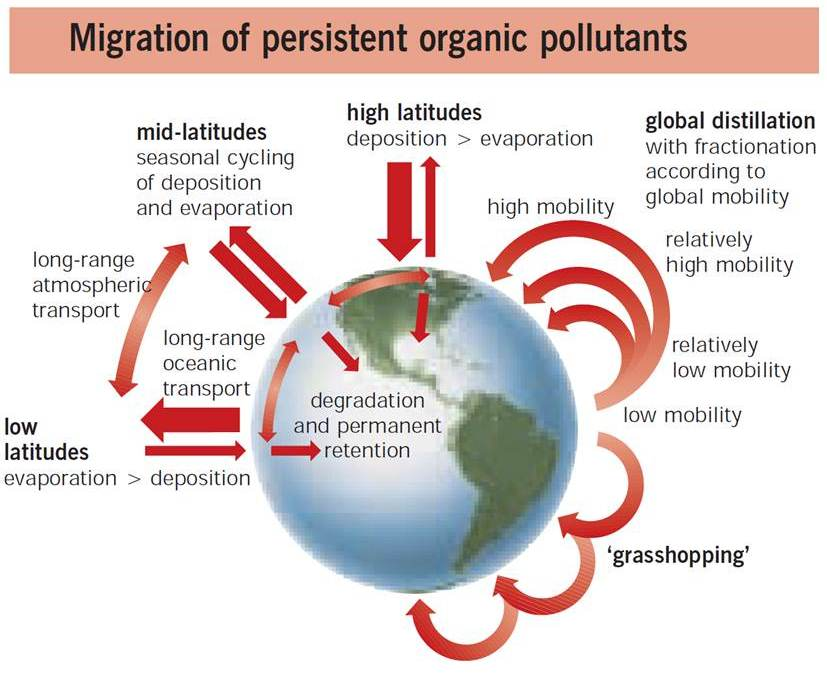 Migration of persistent organic pollutants
high latitudes
deposition > evaporation
mid-latitudes
seasonal cycling
of deposition
and evaporation
global distillation
with fractionation
according to
global mobility
high mobility
relatively
high mobility
long-range
atmospheric
transport
long-range
oceanic
transport
relatively
low mobility
low mobility
degradation
and permanent
retention
low
latitudes
evaporation > deposition
‘grasshopping’